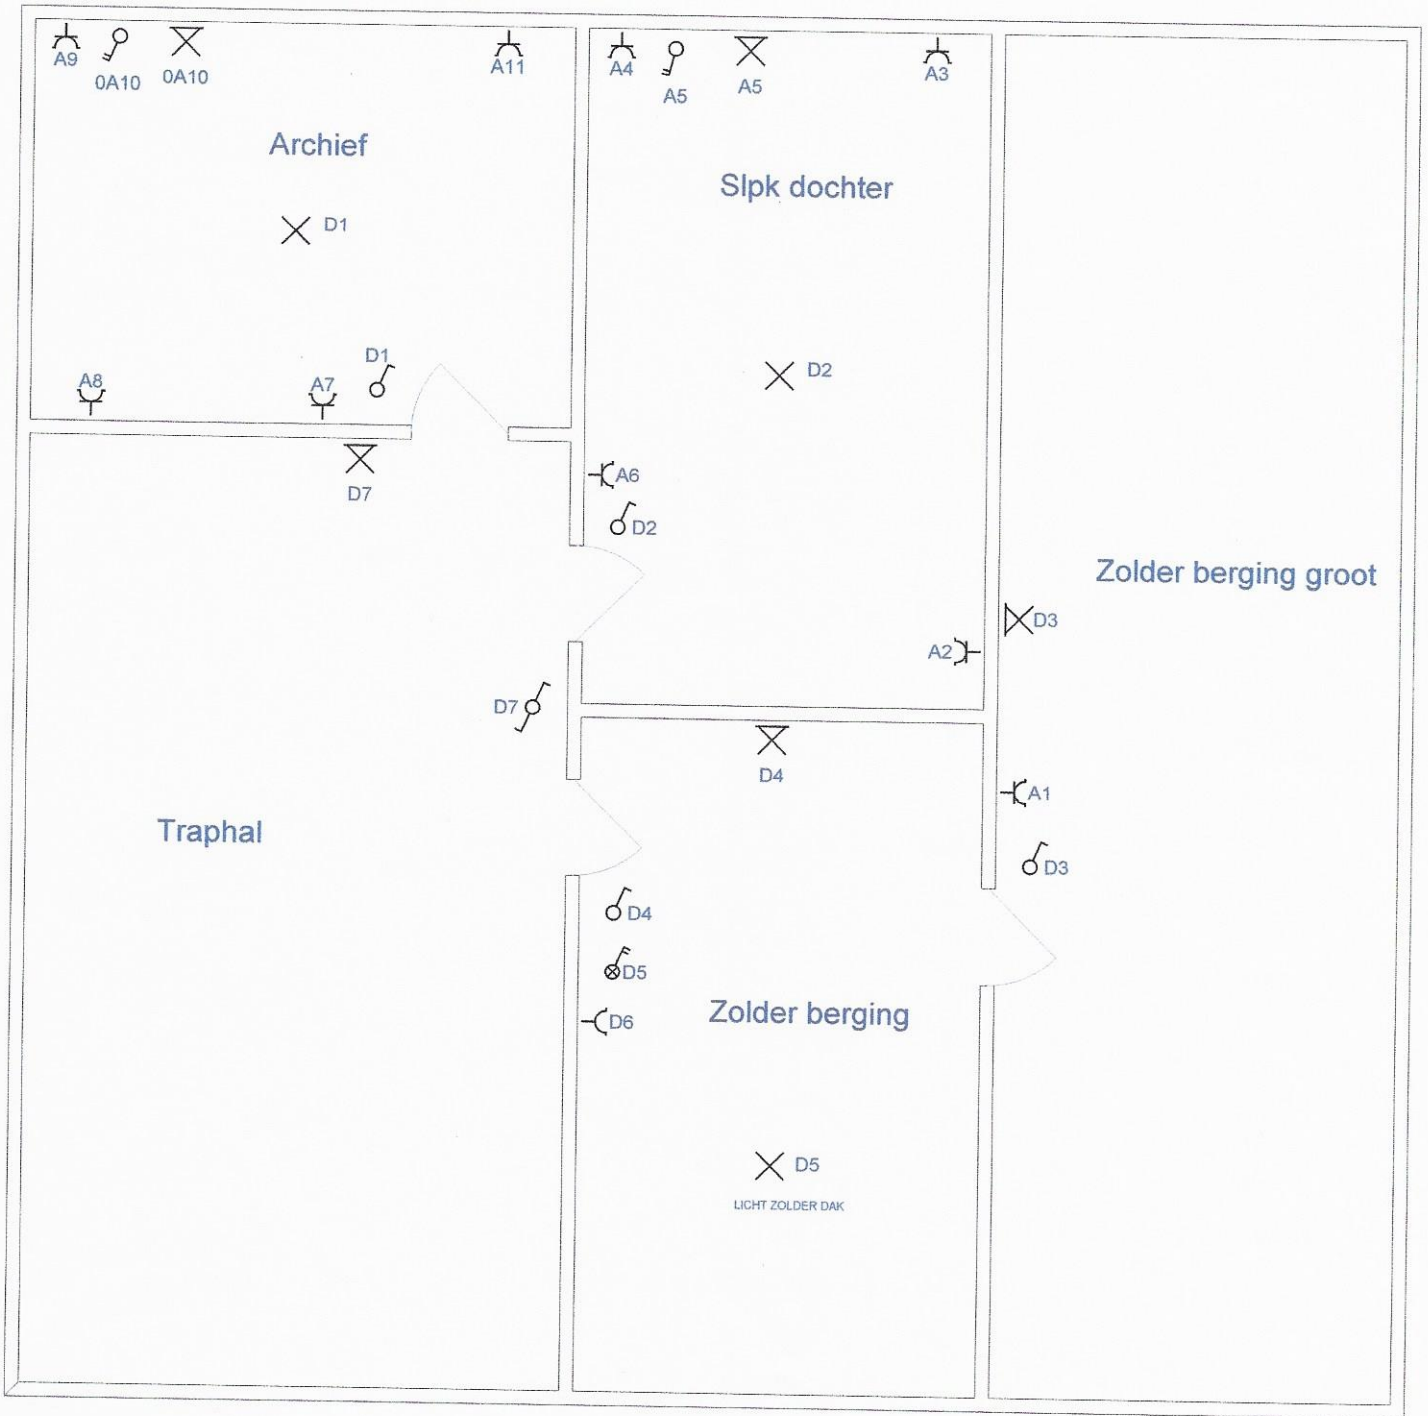 A9
0A10
0A10
A11
A4
A5
A5
A3
Archief
Slpk dochter
D1
D1
D2
A8
A7
D7
A6
D2
Zolder berging groot
D3
A2
D7
D4
A1
Traphal
D3
D4
D5
Zolder berging
D6
D5
LICHT ZOLDER DAK